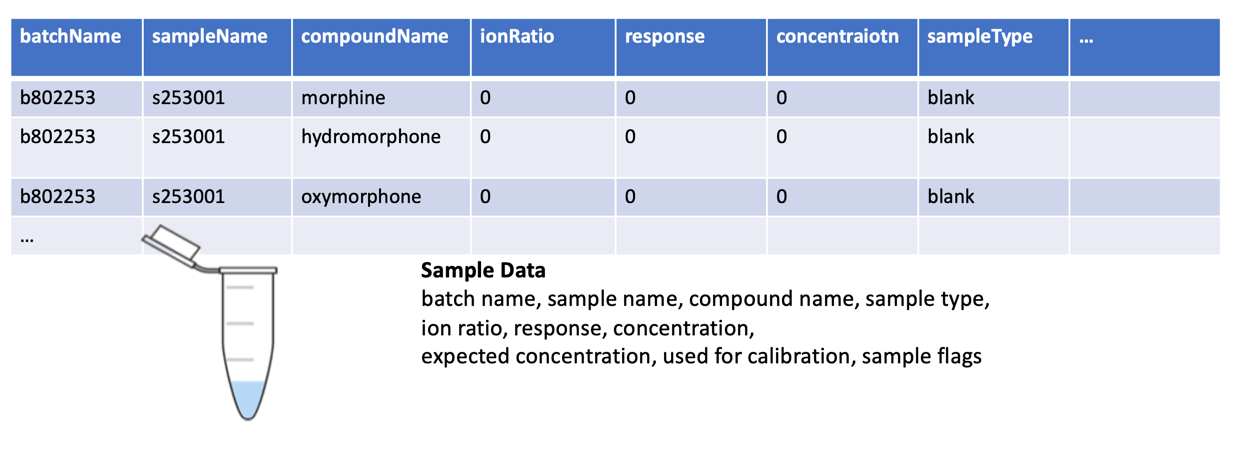 batchName sampleName compoundName ionRatio response concentraiotn sampleType ...
b802253 s253001 morphine 0 0 0 blank
b802253 s253001 hydromorphone 0 0 0 blank
b802253 s253001 oxymorphone 0 0 0 blank
...
Sample Data
batch name, sample name, compound name, sample type,
ion ratio, response, concentration,
expected concentration, used for calibration, sample flags